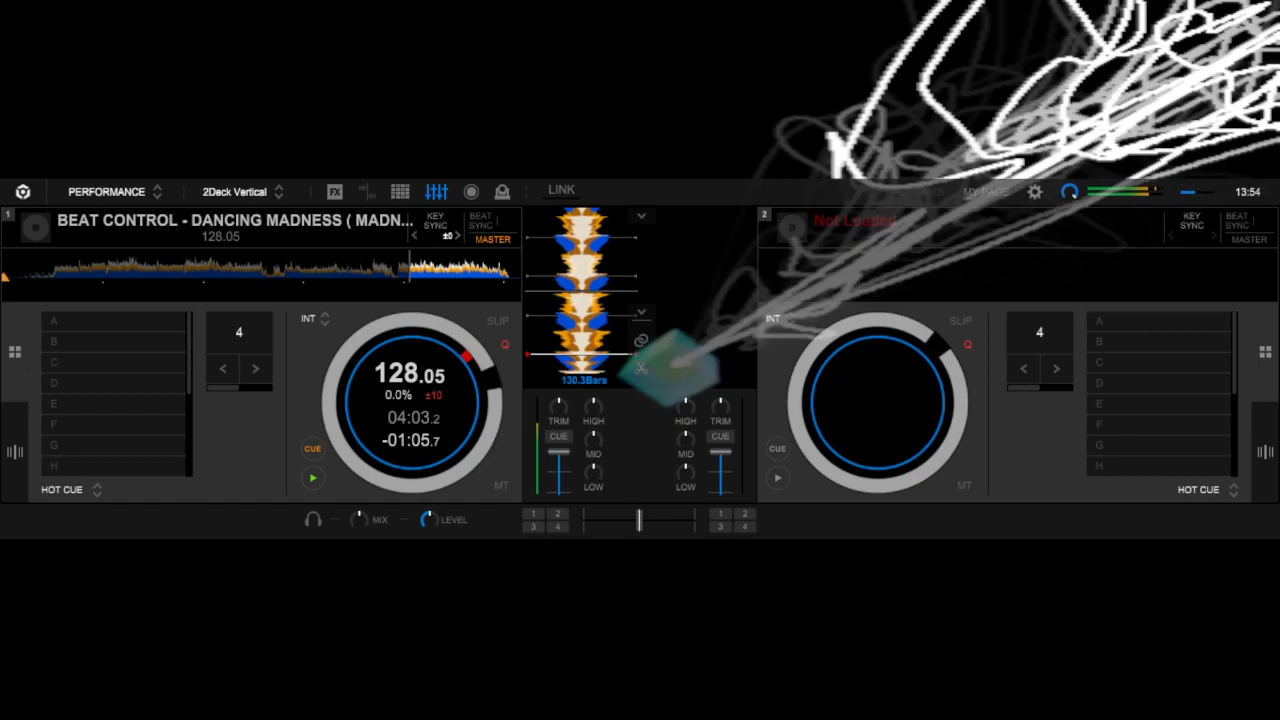 PERFORMANCE 2Deck Vertical FX LINK MY PAGE 13:54
1 BEAT CONTROL - DANCING MADNESS ( MADN... KEY SYNC BEAT SYNC
128.05 ±0 MASTER
2 Not Loaded KEY SYNC BEAT SYNC
MASTER
A
B
C
D
E
F
G
H
HOT CUE
4
INT
SLIP
Q
128.05
0.0% ±10
04:03.2
-01:05.7
CUE
MT
130.3Bars
TRIM HIGH HIGH TRIM
CUE CUE
MID MID
LOW LOW
INT
SLIP
Q
CUE
MT
4
A
B
C
D
E
F
G
H
HOT CUE
MIX LEVEL
1 2 1 2
3 4 3 4